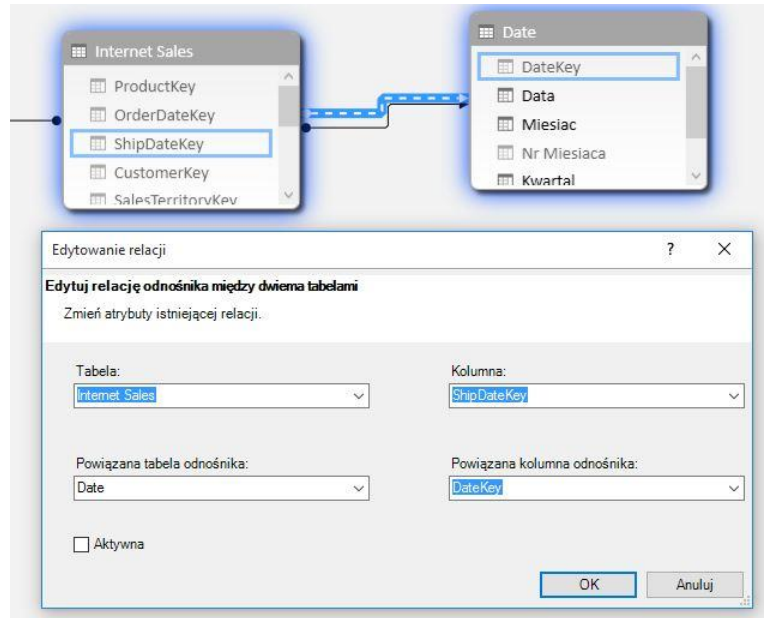 Internet Sales
ProductKey
OrderDateKey
ShipDateKey
CustomerKey
SalesTerritoryKey
Date
DateKey
Data
Miesiac
Nr Miesiaca
Kwartal
Edytowanie relacji
?
X
Edytuj relację odnośnika między dwiema tabelami
Zmień atrybuty istniejącej relacji.
Tabela:
Internet Sales
Kolumna:
ShipDateKey
Powiązana tabela odnośnika:
Date
Powiązana kolumna odnośnika:
DateKey
Aktywna
OK
Anuluj